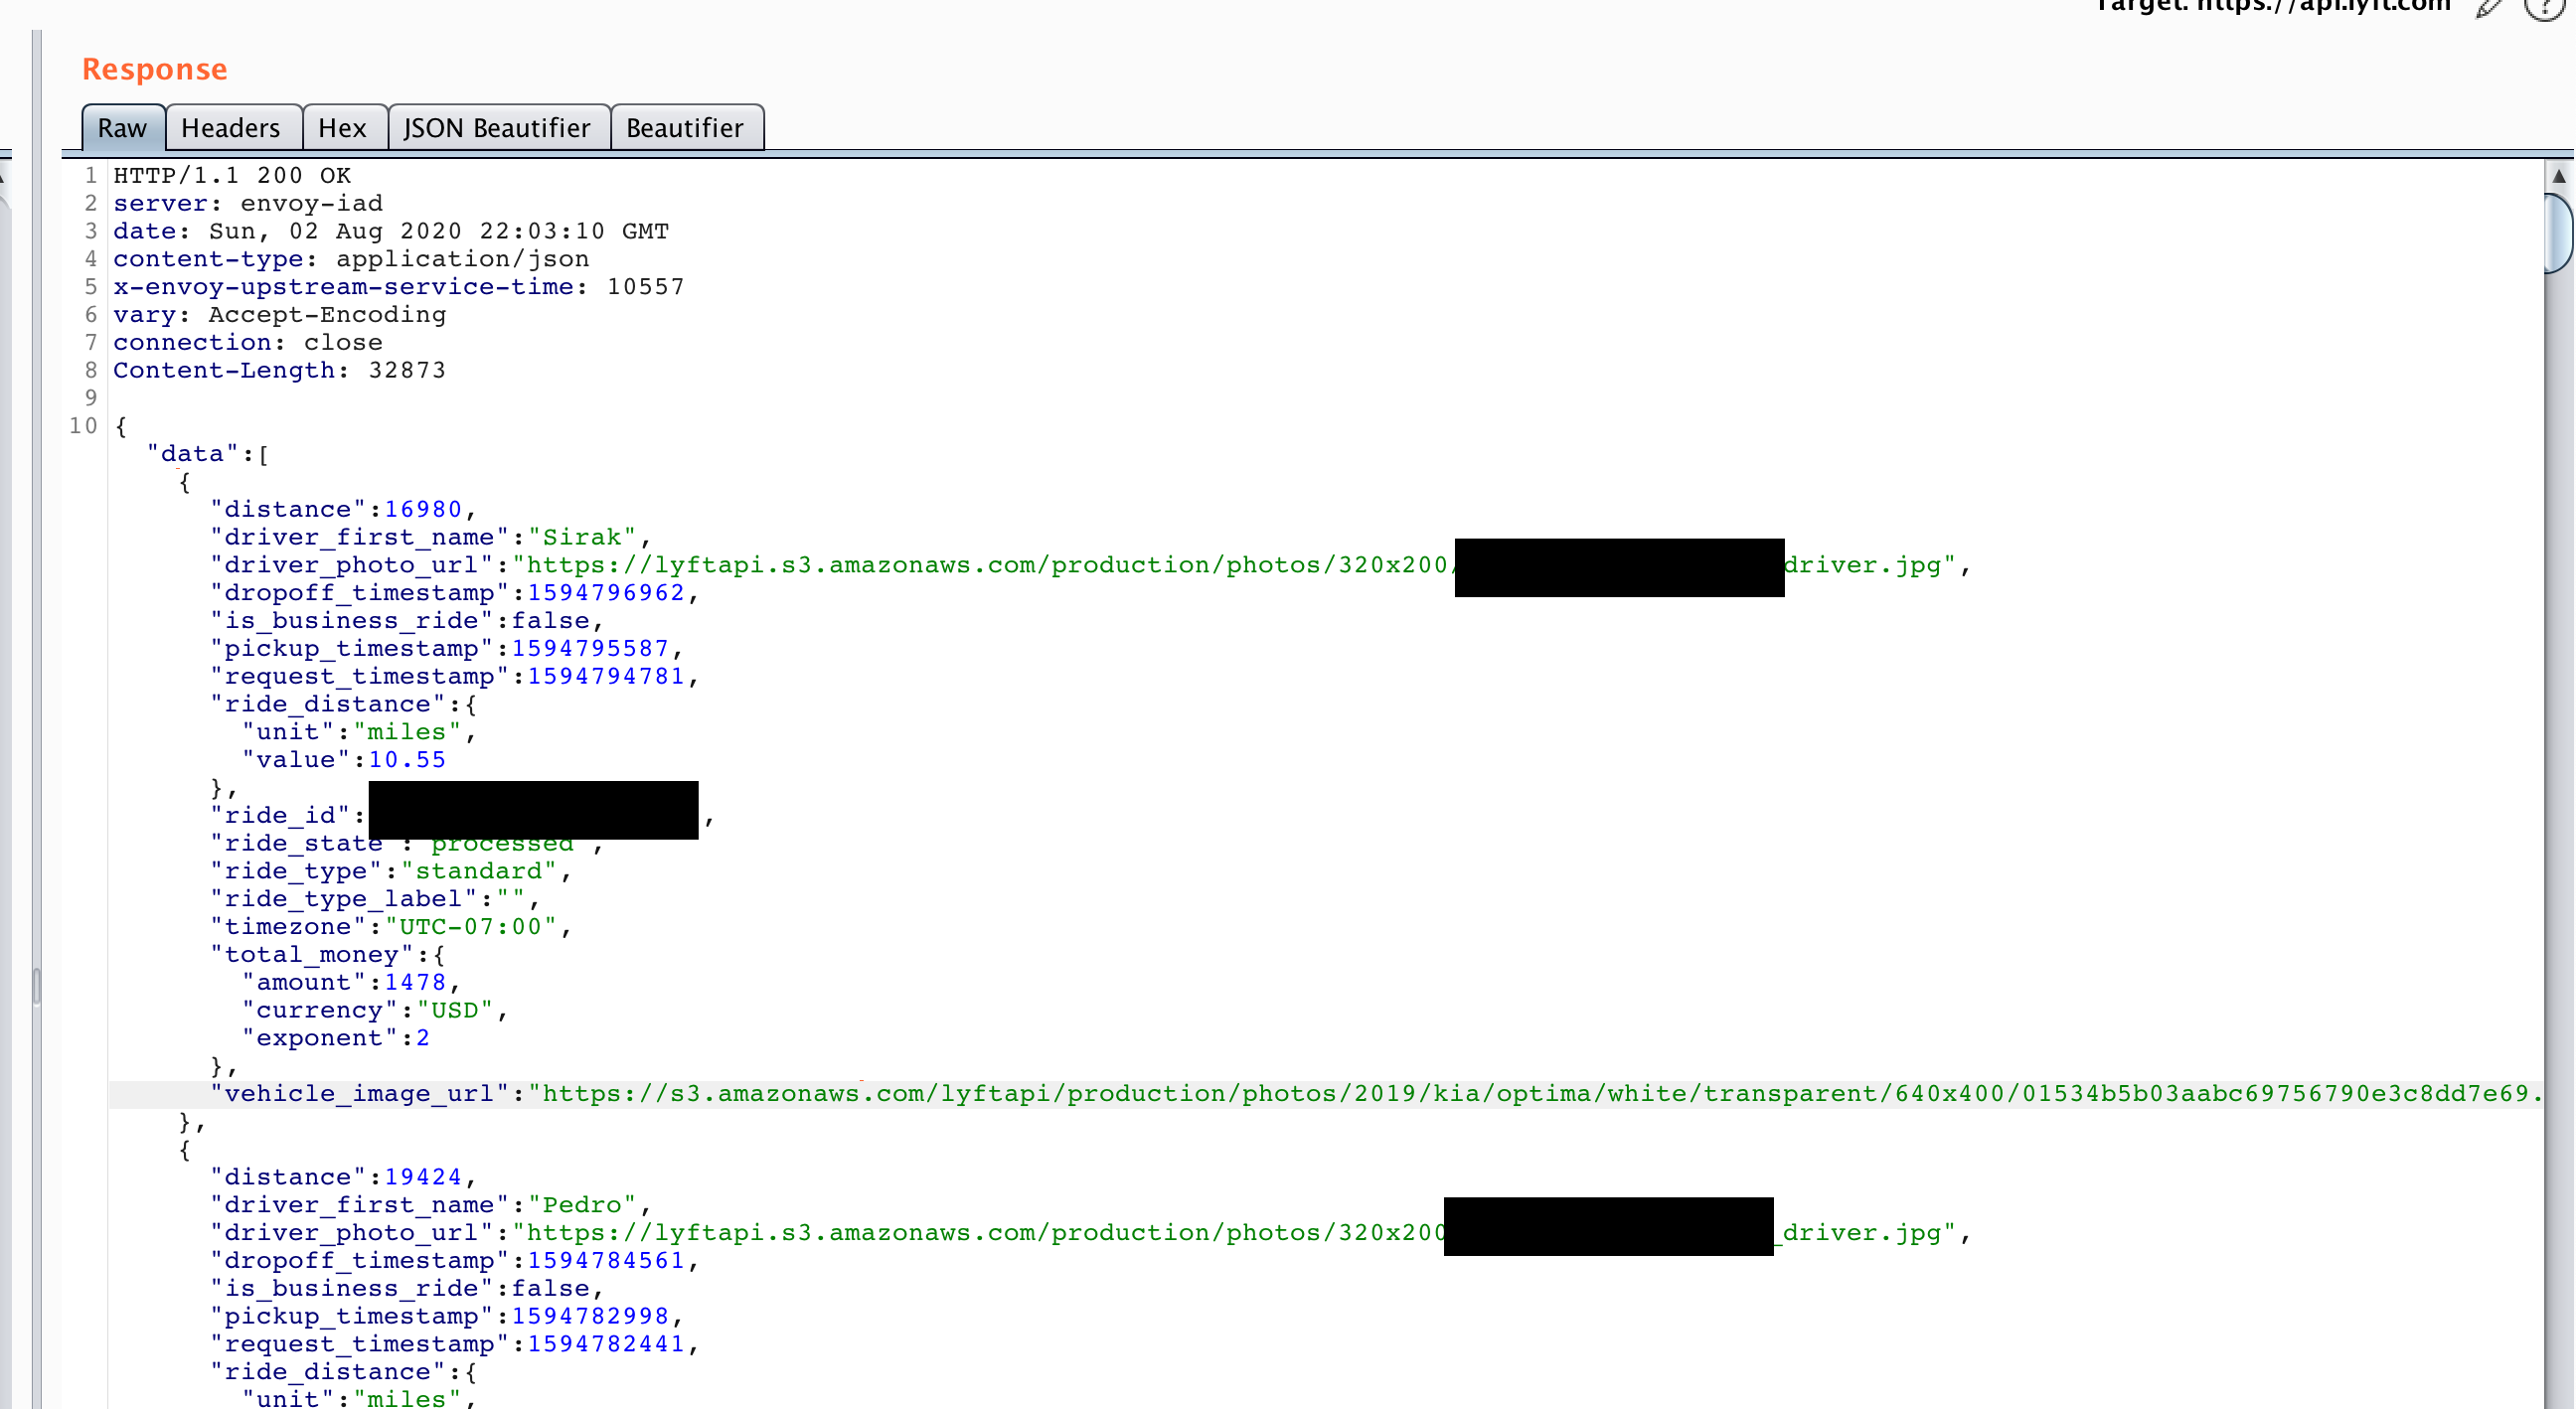 Target: https://api.lyft.com
Response
Raw Headers Hex JSON Beautifier Beautifier
1 HTTP/1.1 200 OK
2 server: envoy-iad
3 date: Sun, 02 Aug 2020 22:03:10 GMT
4 content-type: application/json
5 x-envoy-upstream-service-time: 10557
6 vary: Accept-Encoding
7 connection: close
8 Content-Length: 32873
9
10 {
"data":[
{
"distance":16980,
"driver_first_name":"Sirak",
"driver_photo_url":"https://lyftapi.s3.amazonaws.com/production/photos/320x200/ driver.jpg",
"dropoff_timestamp":1594796962,
"is_business_ride":false,
"pickup_timestamp":1594795587,
"request_timestamp":1594794781,
"ride_distance":{
"unit":"miles",
"value":10.55
},
"ride_id": ,
"ride_state":"processed",
"ride_type":"standard",
"ride_type_label":"",
"timezone":"UTC-07:00",
"total_money":{
"amount":1478,
"currency":"USD",
"exponent":2
},
"vehicle_image_url":"https://s3.amazonaws.com/lyftapi/production/photos/2019/kia/optima/white/transparent/640x400/01534b5b03aabc69756790e3c8dd7e69.
},
{
"distance":19424,
"driver_first_name":"Pedro",
"driver_photo_url":"https://lyftapi.s3.amazonaws.com/production/photos/320x200 _driver.jpg",
"dropoff_timestamp":1594784561,
"is_business_ride":false,
"pickup_timestamp":1594782998,
"request_timestamp":1594782441,
"ride_distance":{
"unit":"miles",